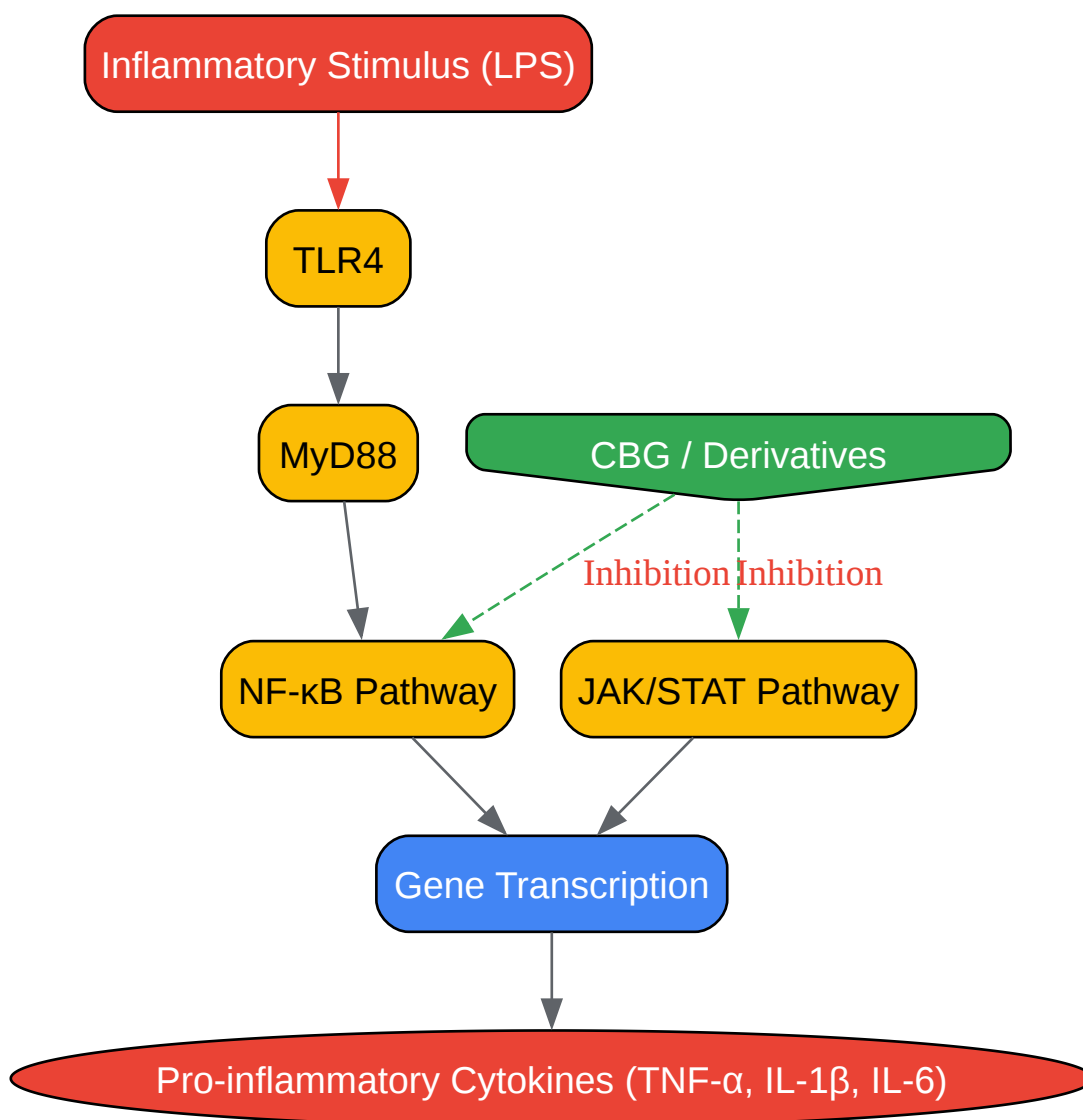 Inflammatory Stimulus (LPS)
TLR4
MyD88
CBG / Derivatives
Inhibition
Inhibition
NF-κB Pathway
JAK/STAT Pathway
Gene Transcription
Pro-inflammatory Cytokines (TNF-α, IL-1β, IL-6)